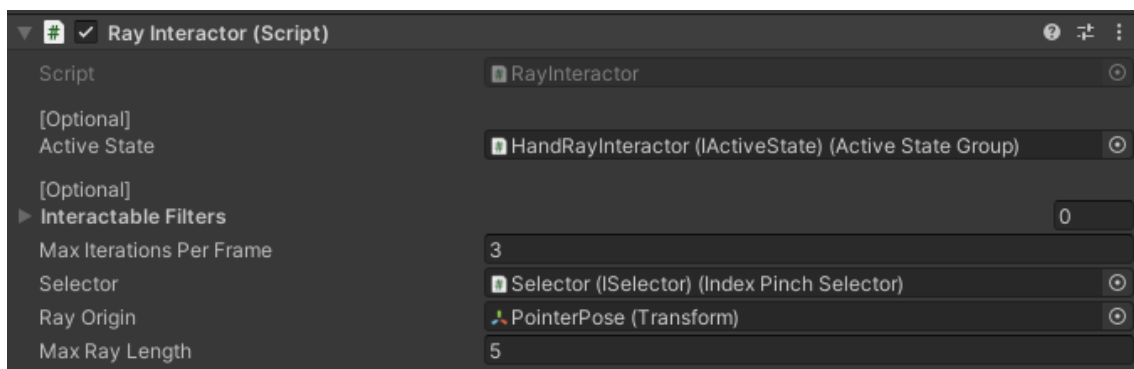 # Ray Interactor (Script)
Script # RayInteractor
[Optional]
Active State # HandRayInteractor (IActiveState) (Active State Group)
[Optional]
Interactable Filters 0
Max Iterations Per Frame 3
Selector # Selector (ISelector) (Index Pinch Selector)
Ray Origin PointerPose (Transform)
Max Ray Length 5